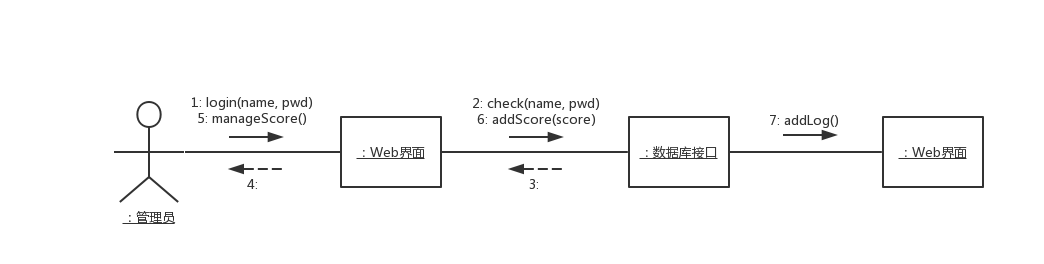 1: login(name, pwd)
5: manageScore()
4:
: 管理员
: Web界面
2: check(name, pwd)
6: addScore(score)
3:
: 数据库接口
7: addLog()
: Web界面